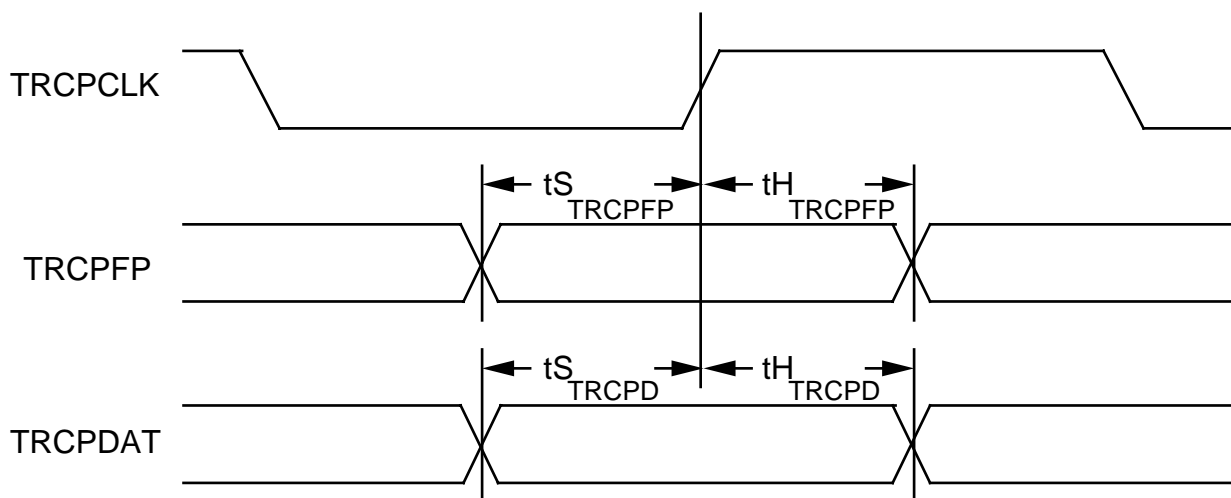 TRCPCLK
tS TRCPFP tH TRCPFP
TRCPFP
tS TRCPD tH TRCPD
TRCPDAT